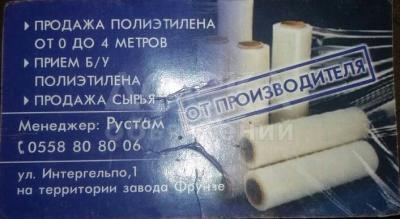 ПРОДАЖА ПОЛИЭТИЛЕНА
ОТ 0 ДО 4 МЕТРОВ
ПРИЕМ Б/У
ПОЛИЭТИЛЕНА
ПРОДАЖА СЫРЬЯ
ОТ ПРОИЗВОДИТЕЛЯ
Менеджер: Рустам
0558 80 80 06
ул. Интергельпо,1
на территории завода Фрунзе